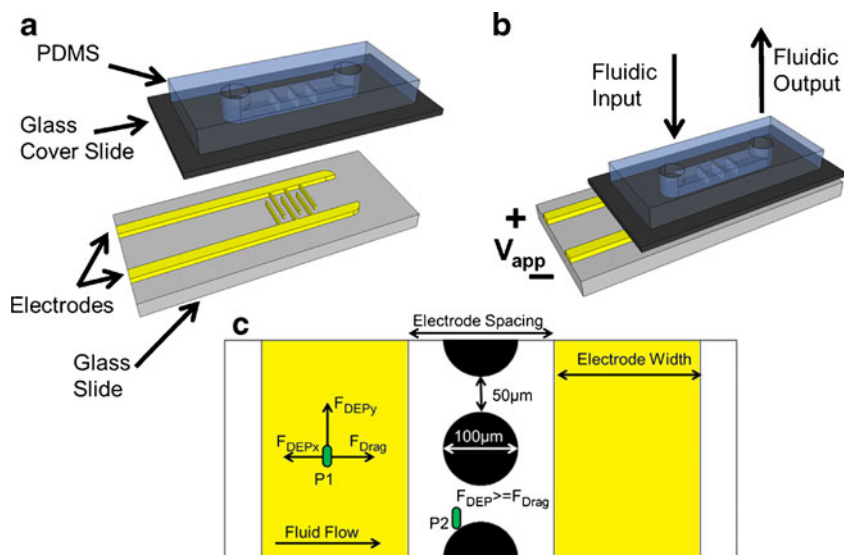 a
PDMS
Glass
Cover Slide
Electrodes
Glass
Slide
b
Fluidic
Input
Fluidic
Output
+
Vapp
–
c
Electrode Spacing
Electrode Width
50µm
100µm
FDEPy
FDEPx
FDrag
P1
FDEP>=FDrag
P2
Fluid Flow